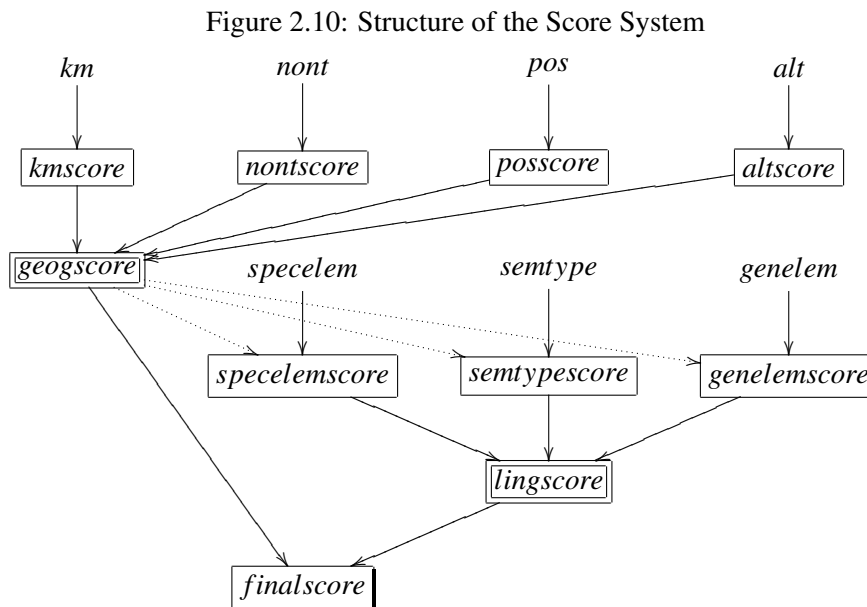 Figure 2.10: Structure of the Score System
km nont pos alt
kmscore nontscore posscore altscore
geogscore specelem semtype genelem
specelemscore semtypescore genelemscore
lingscore
finalscore